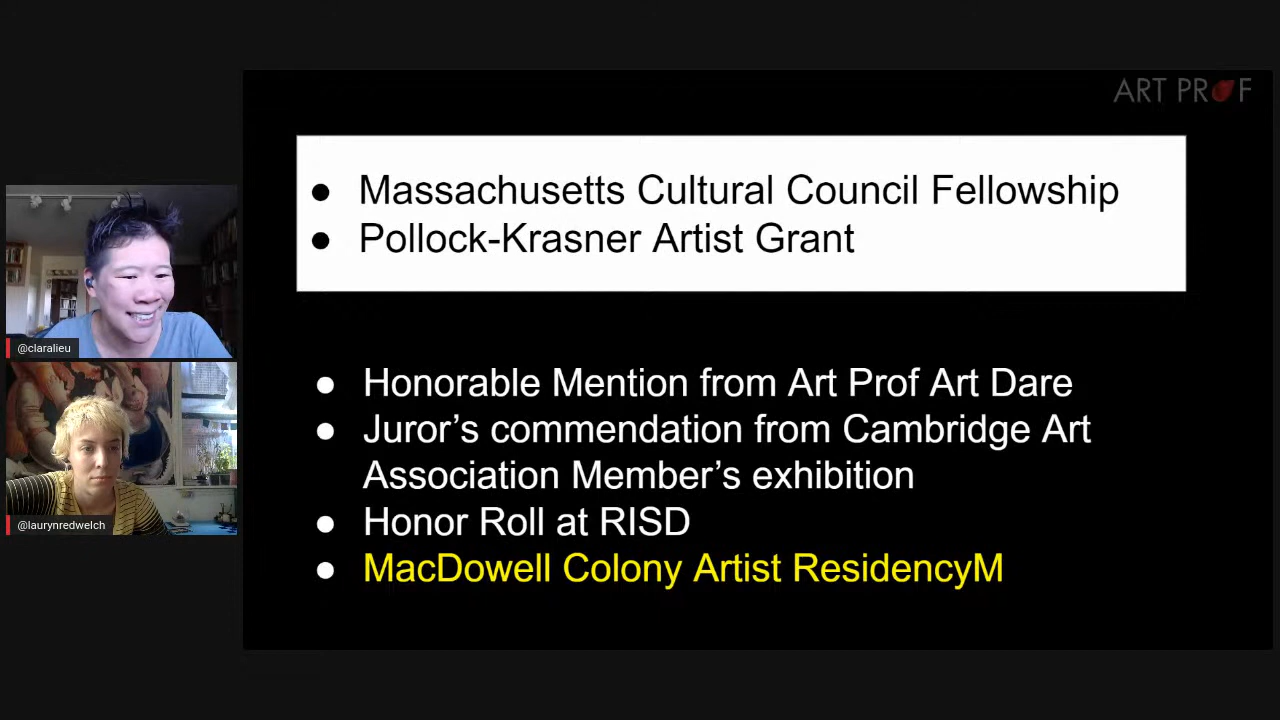 ART PROF
● Massachusetts Cultural Council Fellowship
● Pollock-Krasner Artist Grant
● Honorable Mention from Art Prof Art Dare
● Juror’s commendation from Cambridge Art
Association Member’s exhibition
● Honor Roll at RISD
● MacDowell Colony Artist ResidencyM
@claralieu
@laurynredwelch